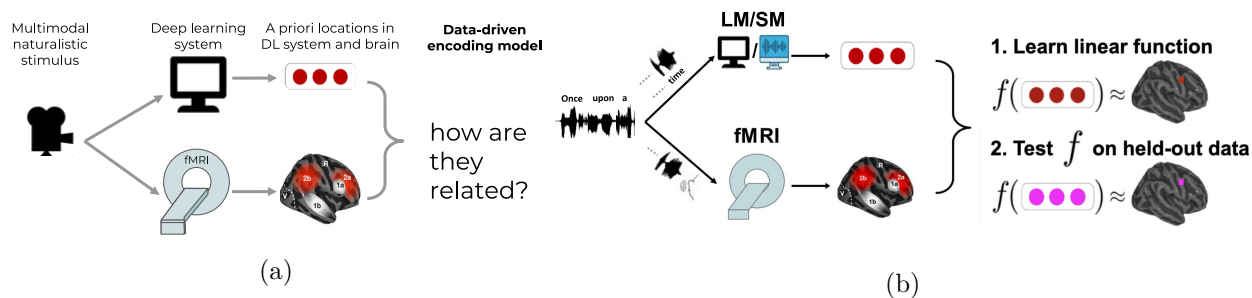 Multimodal
naturalistic
stimulus
Deep learning
system
A priori locations in
DL system and brain
Data-driven
encoding model
fMRI
R
2b
2a
1a
1b
V
how are
they
related?
(a)
Once upon a
time
LM/SM
fMRI
R
2b
2a
1a
1b
V
1. Learn linear function
f( ) ≈
2. Test f on held-out data
f( ) ≈
(b)